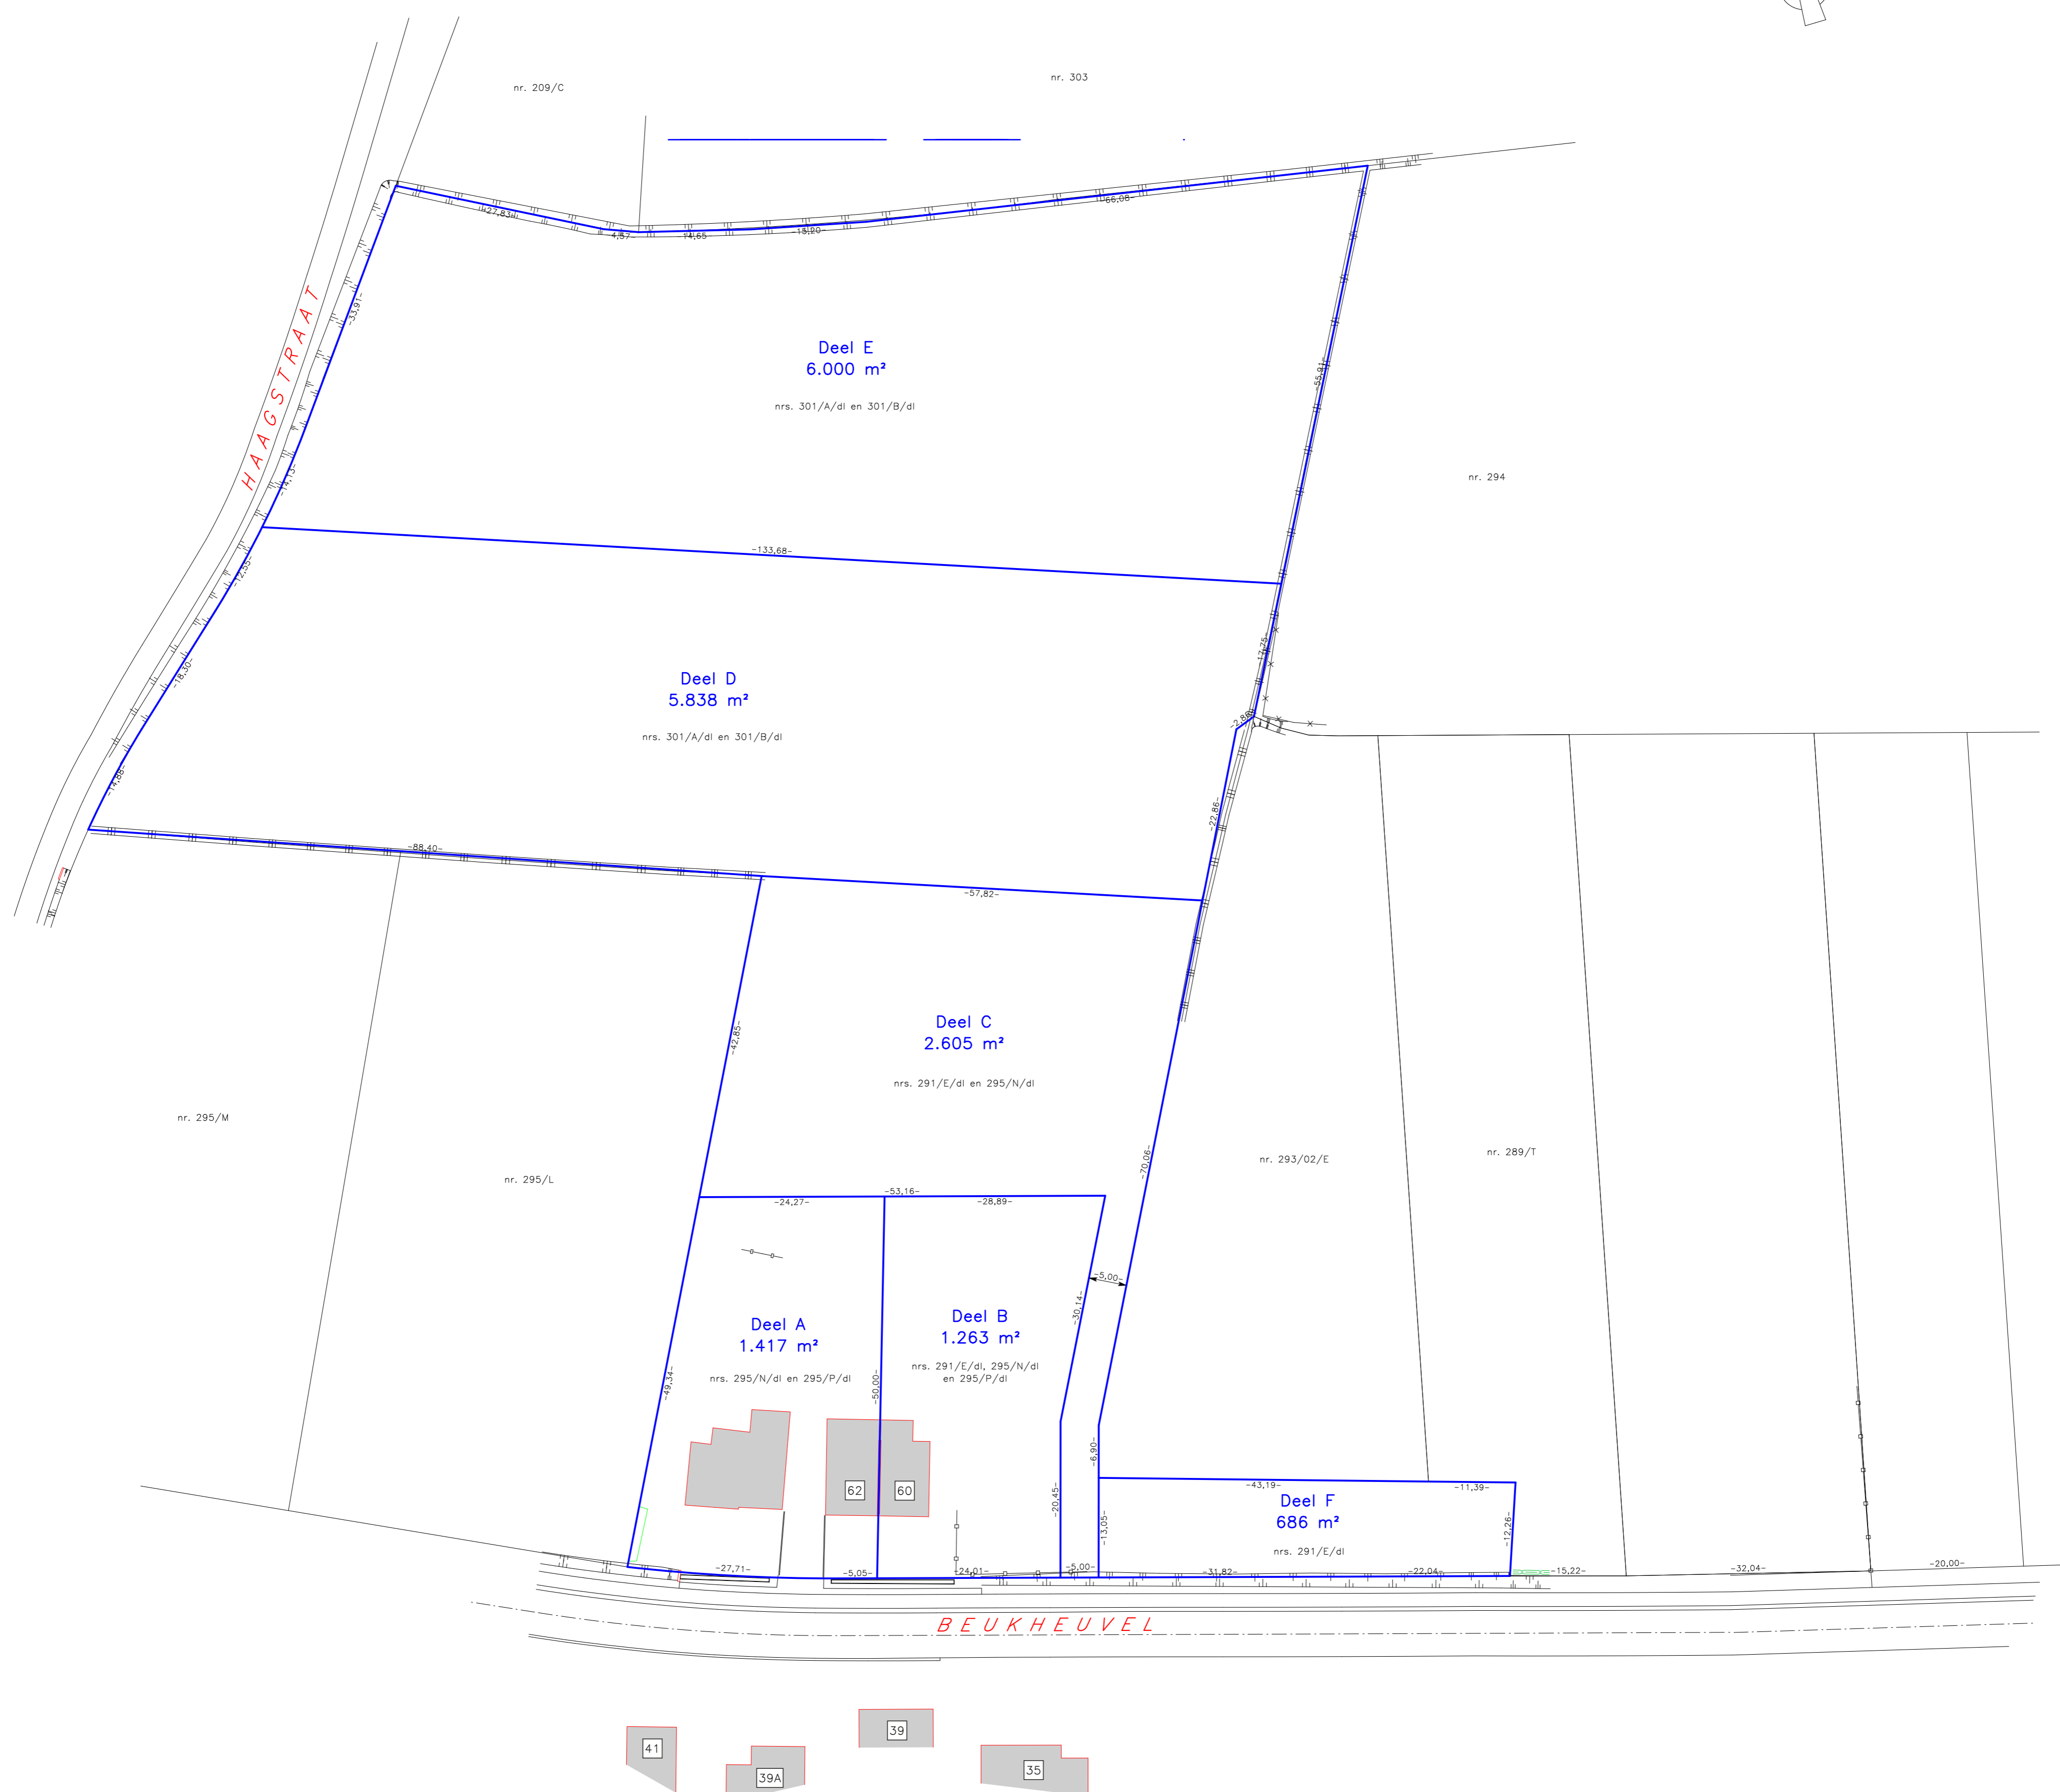 nr. 303
nr. 209/C
-66,08-
-27,83-
-4,57-
-14,65-
-15,20-
-33,91-
HAAGSTRAAT
Deel E
6.000 m²
nrs. 301/A/dl en 301/B/dl
-55,91-
-14,13-
nr. 294
-133,68-
-12,55-
-17,75-
-18,30-
Deel D
5.838 m²
nrs. 301/A/dl en 301/B/dl
-14,88-
-22,86-
-88,40-
-57,82-
Deel C
2.605 m²
nrs. 291/E/dl en 295/N/dl
-42,85-
nr. 295/M
nr. 295/L
-70,06-
nr. 293/02/E
nr. 289/T
-53,16-
-24,27-
-28,89-
-5,00-
-30,14-
Deel A
1.417 m²
nrs. 295/N/dl en 295/P/dl
Deel B
1.263 m²
nrs. 291/E/dl, 295/N/dl
en 295/P/dl
-49,34-
-50,00-
-6,90-
62
60
-20,45-
-43,19-
-11,39-
Deel F
686 m²
nrs. 291/E/dl
-13,05-
-12,26-
-27,71-
-5,05-
-24,01-
-5,00-
-31,82-
-22,04-
-15,22-
-32,04-
-20,00-
BEUKHEUVEL
39
41
39A
35